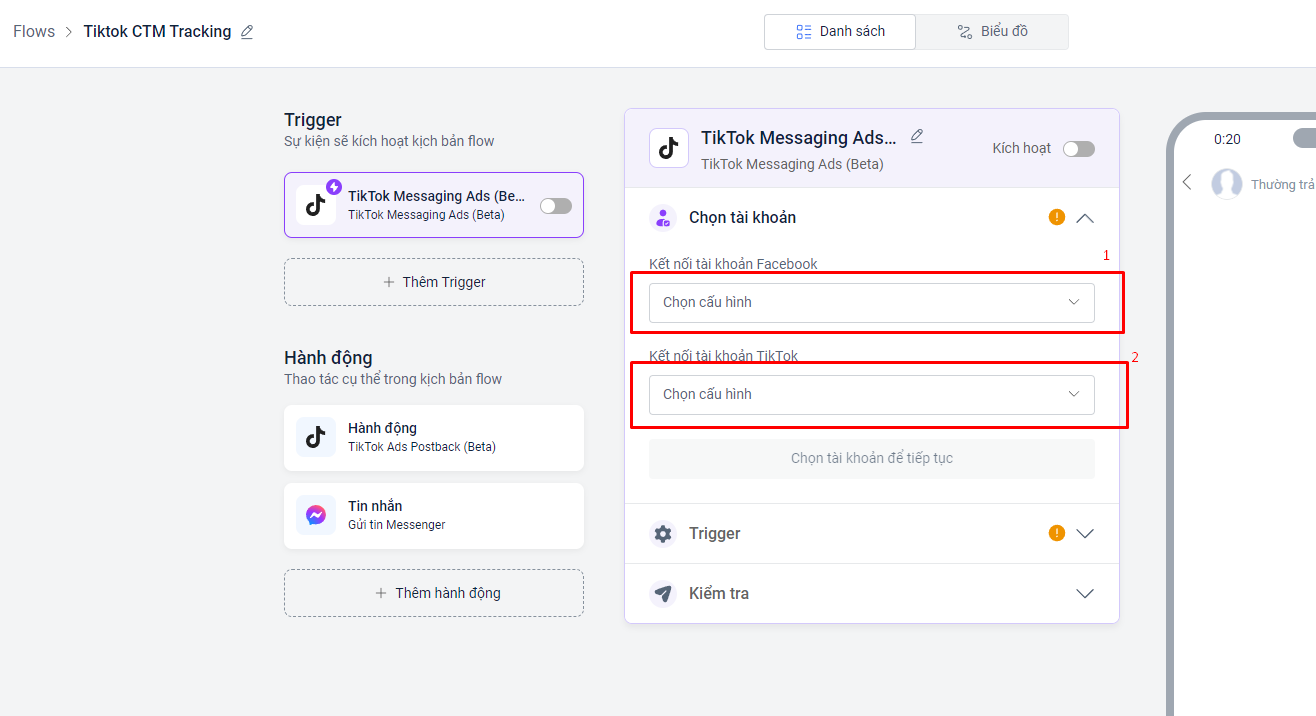 Flows > Tiktok CTM Tracking
Danh sách
Biểu đồ
Trigger
Sự kiện sẽ kích hoạt kịch bản flow
TikTok Messaging Ads (Be...
TikTok Messaging Ads (Beta)
Thêm Trigger
Hành động
Thao tác cụ thể trong kịch bản flow
Hành động
TikTok Ads Postback (Beta)
Tin nhắn
Gửi tin Messenger
Thêm hành động
TikTok Messaging Ads...
TikTok Messaging Ads (Beta)
Kích hoạt
Chọn tài khoản
1
Kết nối tài khoản Facebook
Chọn cấu hình
Kết nối tài khoản TikTok
2
Chọn cấu hình
Chọn tài khoản để tiếp tục
Trigger
Kiểm tra
0:20
Thường trả